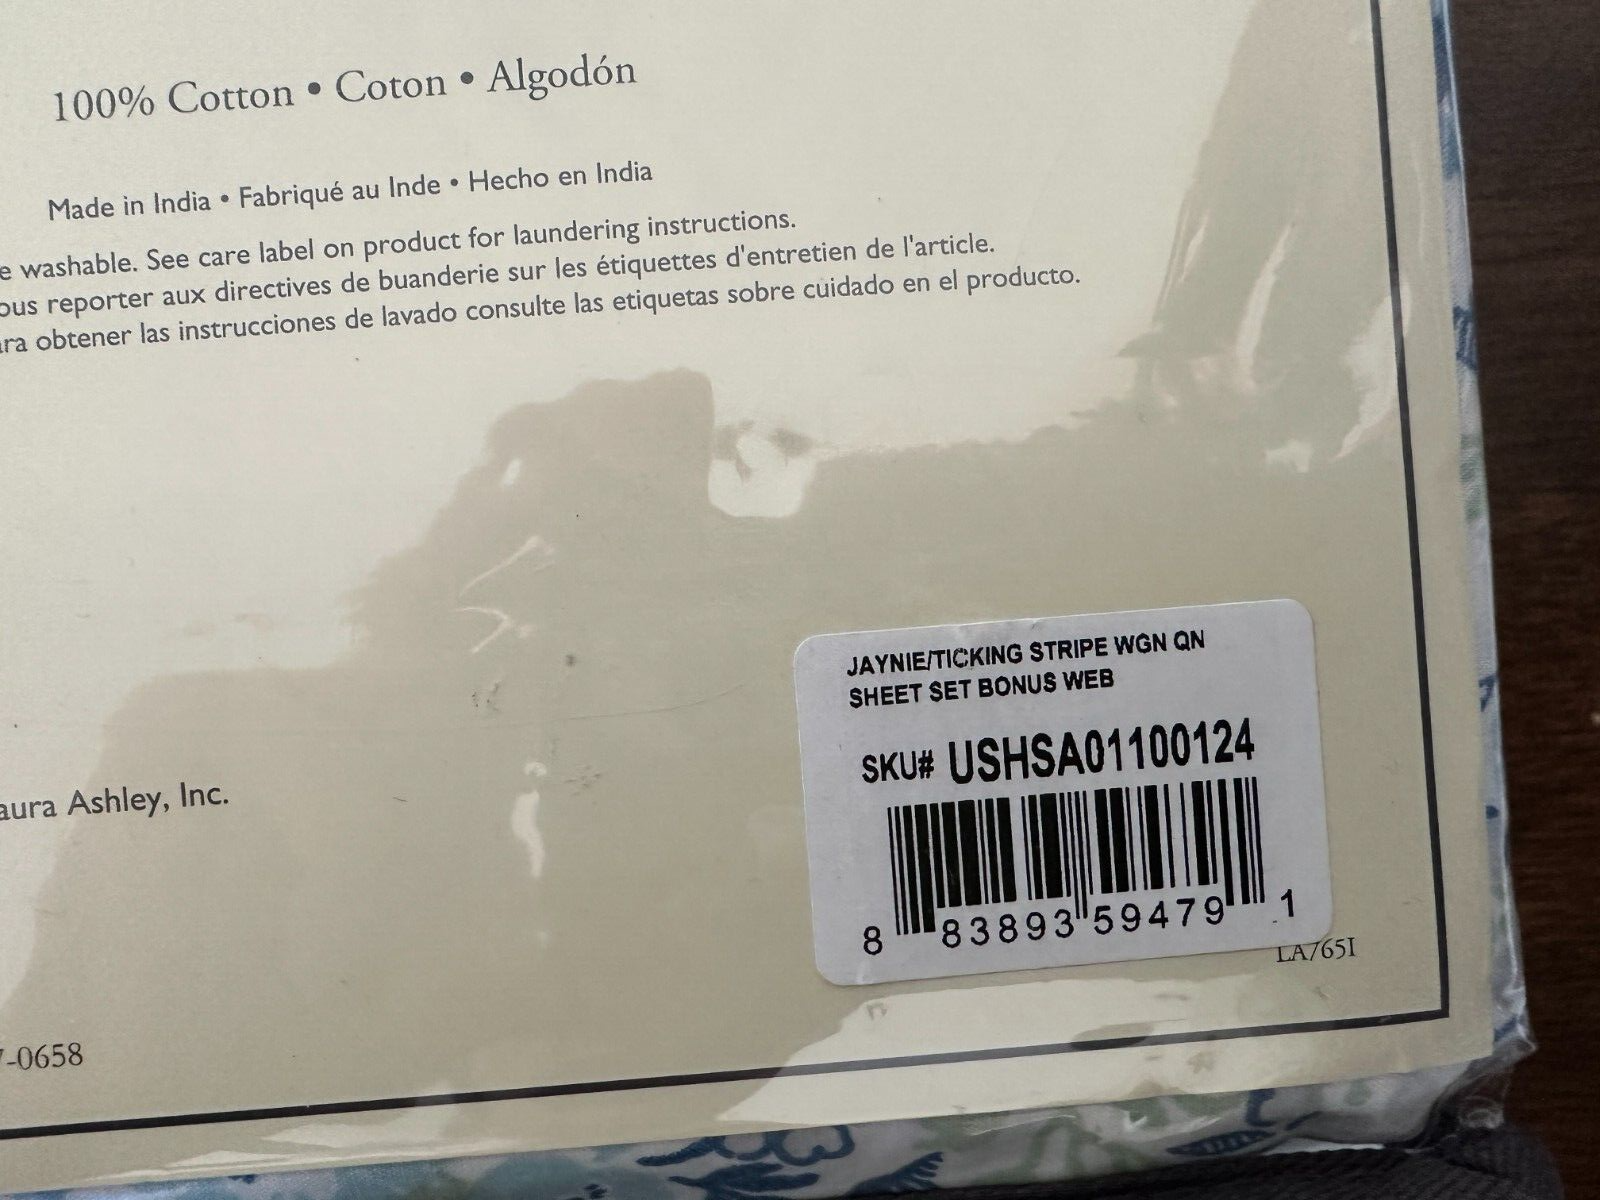 100% Cotton • Coton • Algodón
Made in India • Fabriqué au Inde • Hecho en India
washable. See care label on product for laundering instructions.
reporter aux directives de buanderie sur les étiquettes d'entretien de l'article.
obtener las instrucciones de lavado consulte las etiquetas sobre cuidado en el producto.
JAYNIE/TICKING STRIPE WGN QN
SHEET SET BONUS WEB
SKU# USHSA01100124
8 83893 59479 1
LA765I
Ashley, Inc.
-0658